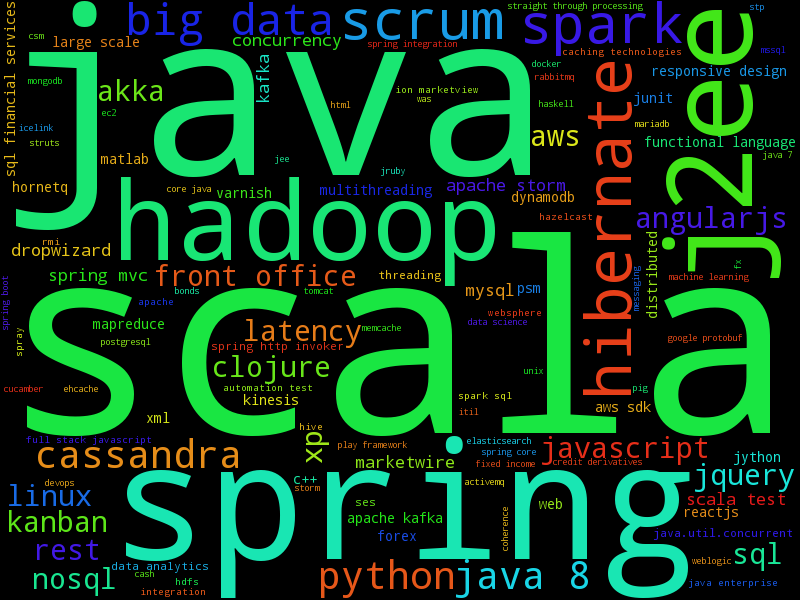 straight through processing
stp
big data
scrum
spark
csm
large scale
concurrency
spring integration
caching technologies
mssql
java
j2ee
sql financial services
mongodb
akka
kafka
ion marketview
was
docker
rabbitmq
hibernate
responsive design
html
ec2
haskell
junit
icelink
struts
aws
mariadb
functional language
matlab
jee
jruby
java 7
hornetq
core java
varnish
multithreading
apache storm
dynamodb
hadoop
hazelcast
angularjs
rmi
dropwizard
distributed
fx
spring mvc
front office
threading
messaging
machine learning
spring boot
bonds
tomcat
mysql
psm
apache
scala
mapreduce
memcache
websphere
data science
spray
postgresql
latency
spring http invoker
google protobuf
clojure
unix
cucamber
ehcache
automation test
kinesis
spark sql
pig
itil
aws sdk
xml
hive
xp
full stack javascript
play framework
elasticsearch
spring core
javascript
cassandra
marketwire
fixed income
credit derivatives
jython
spring
jquery
devops
c++
storm
activemq
linux
ses
web
scala test
kanban
apache kafka
coherence
reactjs
forex
java.util.concurrent
rest
data analytics
sql
weblogic
nosql
cash
hdfs
integration
python
java 8
java enterprise